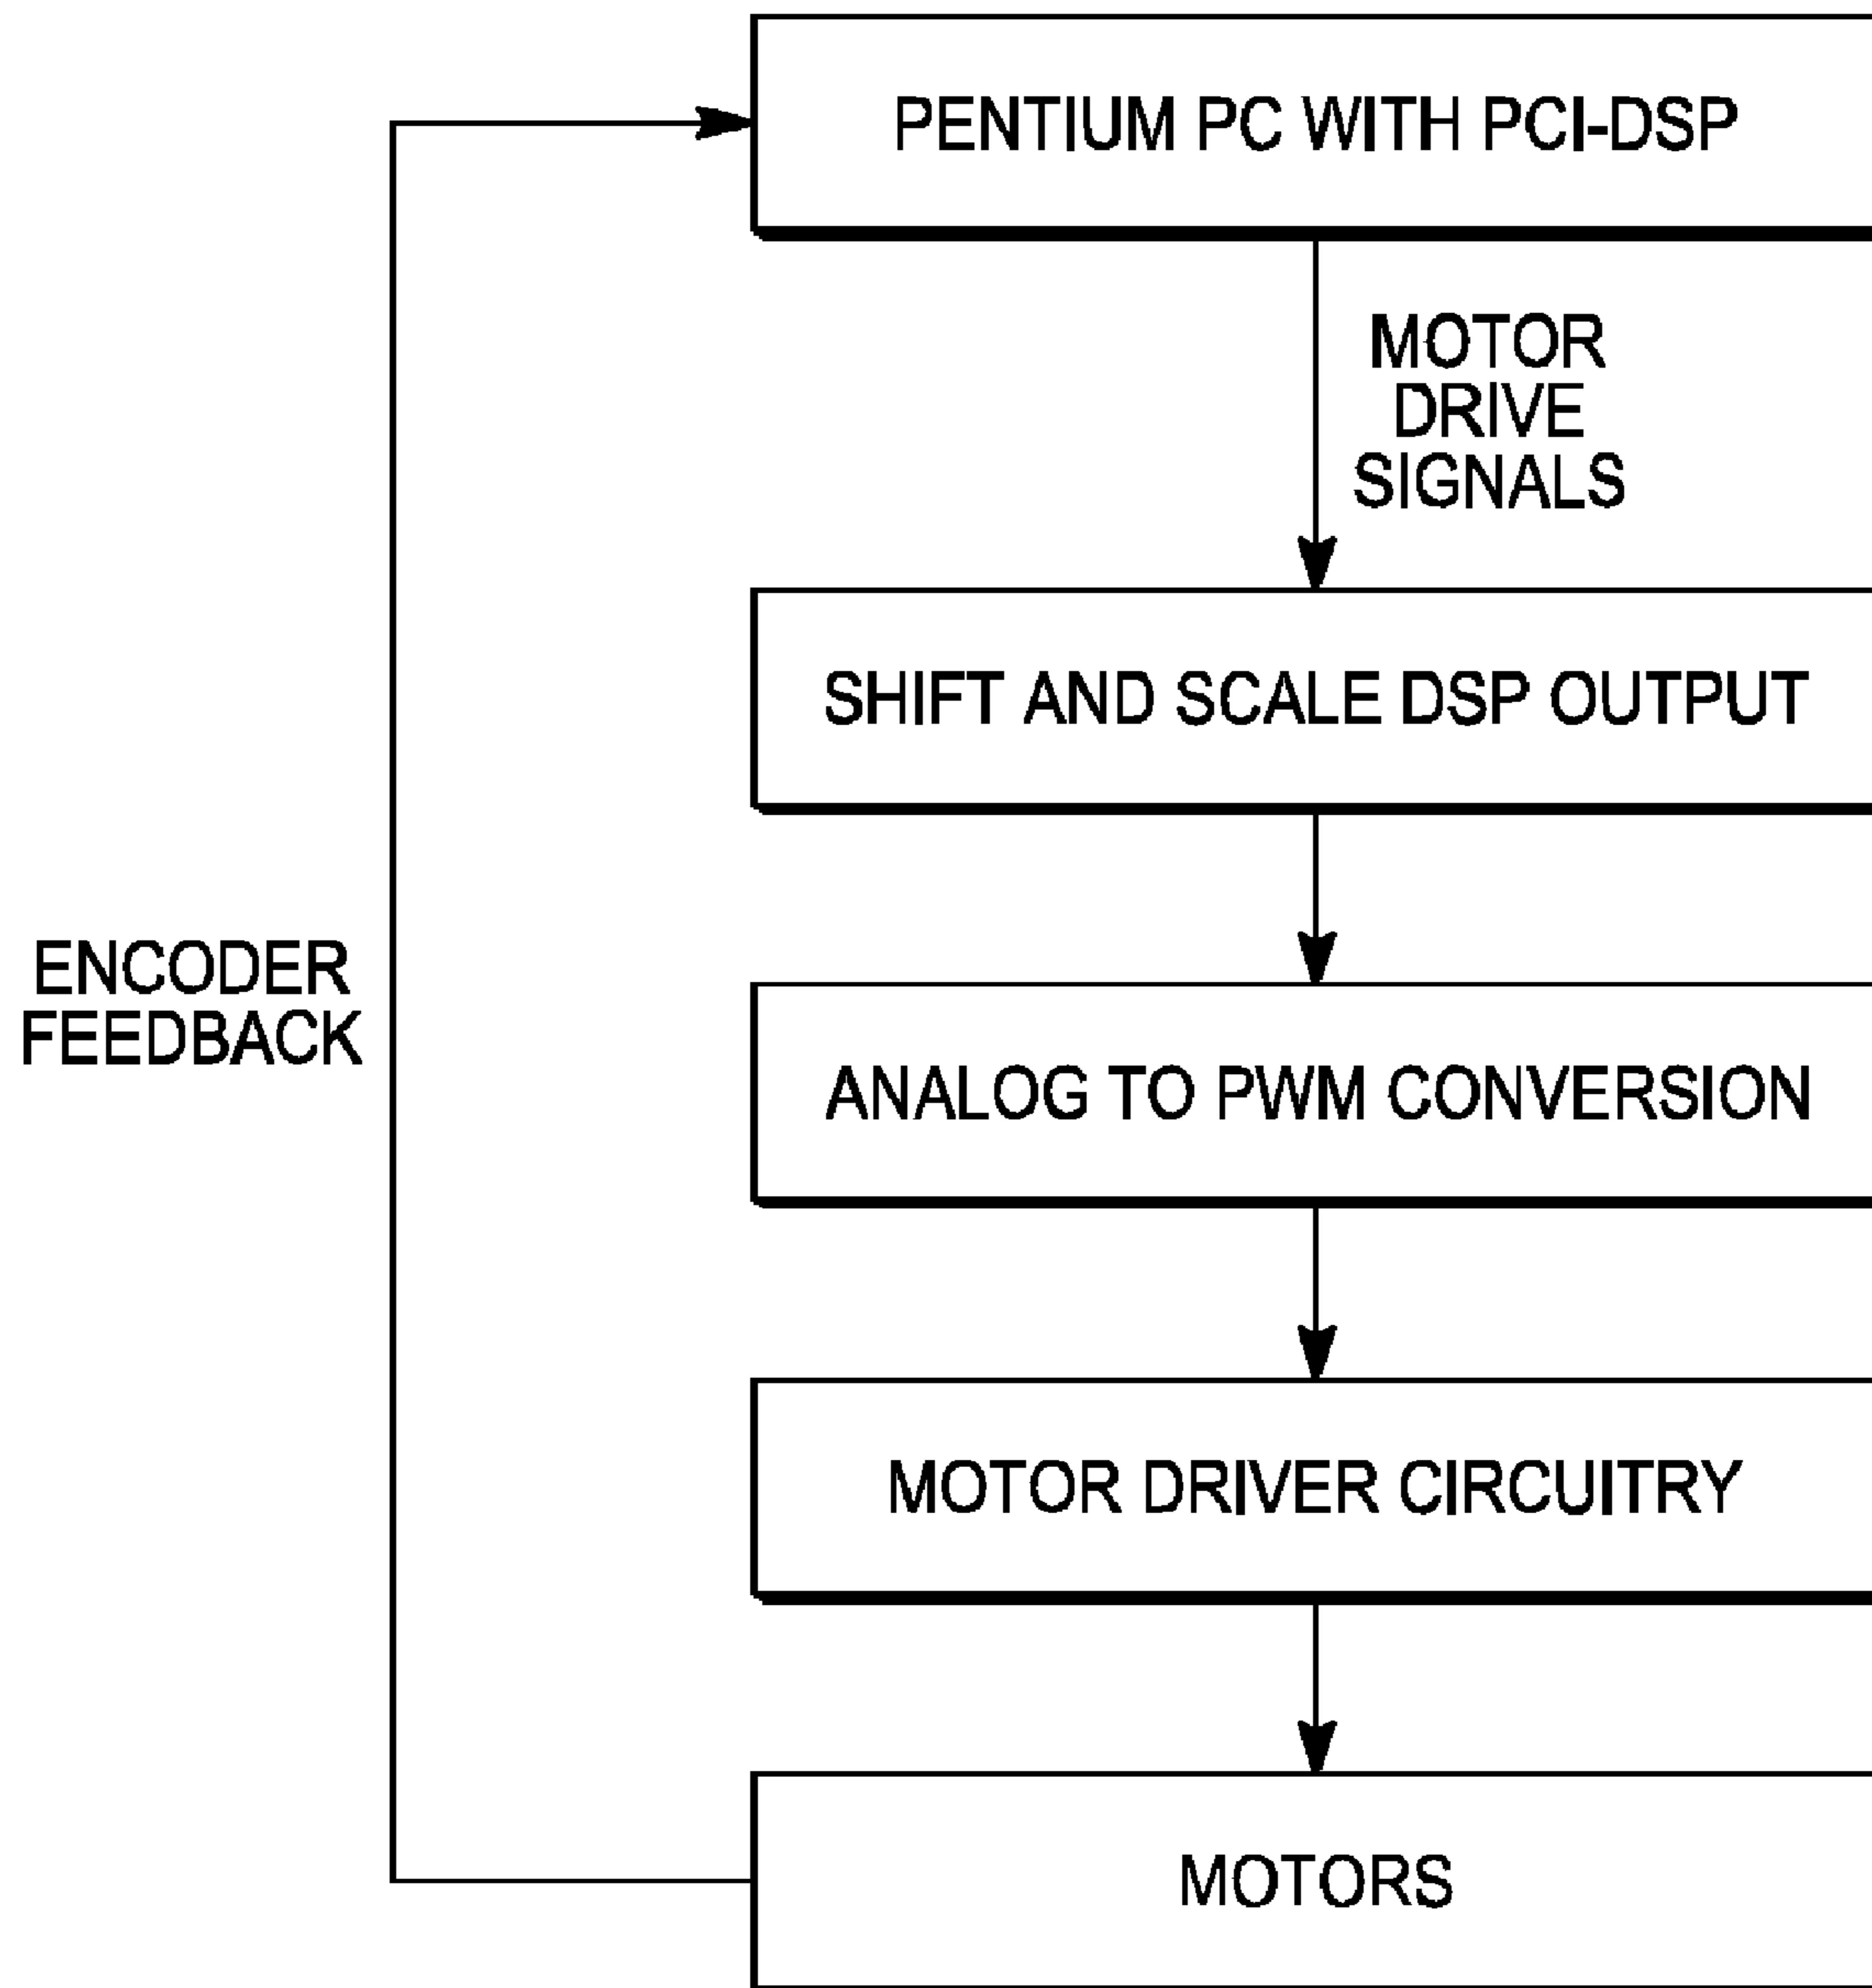 PENTIUM PC WITH PCI-DSP
MOTOR
DRIVE
SIGNALS
SHIFT AND SCALE DSP OUTPUT
ENCODER
FEEDBACK
ANALOG TO PWM CONVERSION
MOTOR DRIVER CIRCUITRY
MOTORS